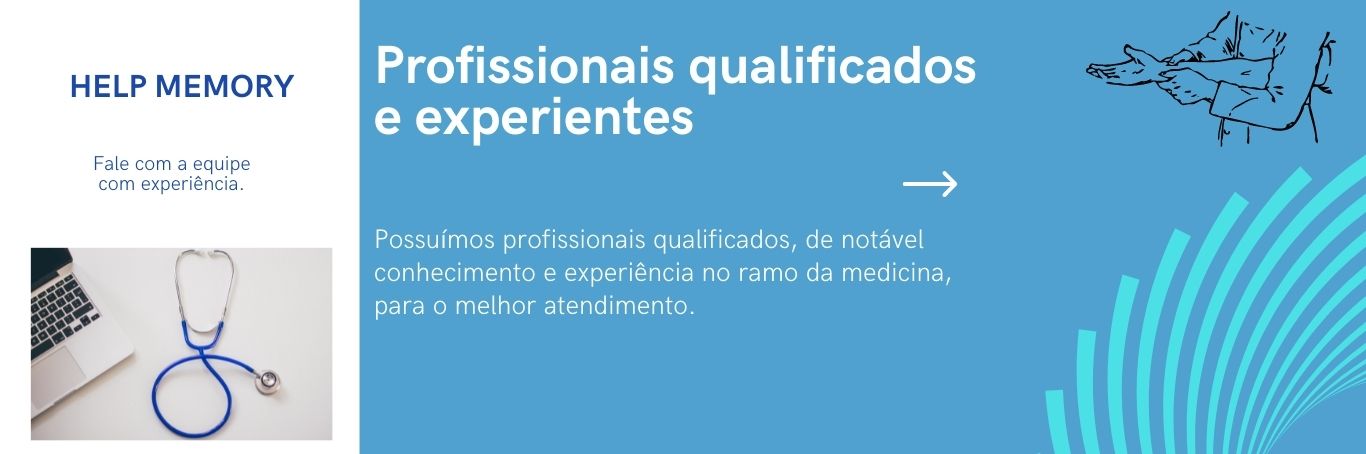 HELP MEMORY
Fale com a equipe
com experiência.
Profissionais qualificados
e experientes
Possuímos profissionais qualificados, de notável
conhecimento e experiência no ramo da medicina,
para o melhor atendimento.